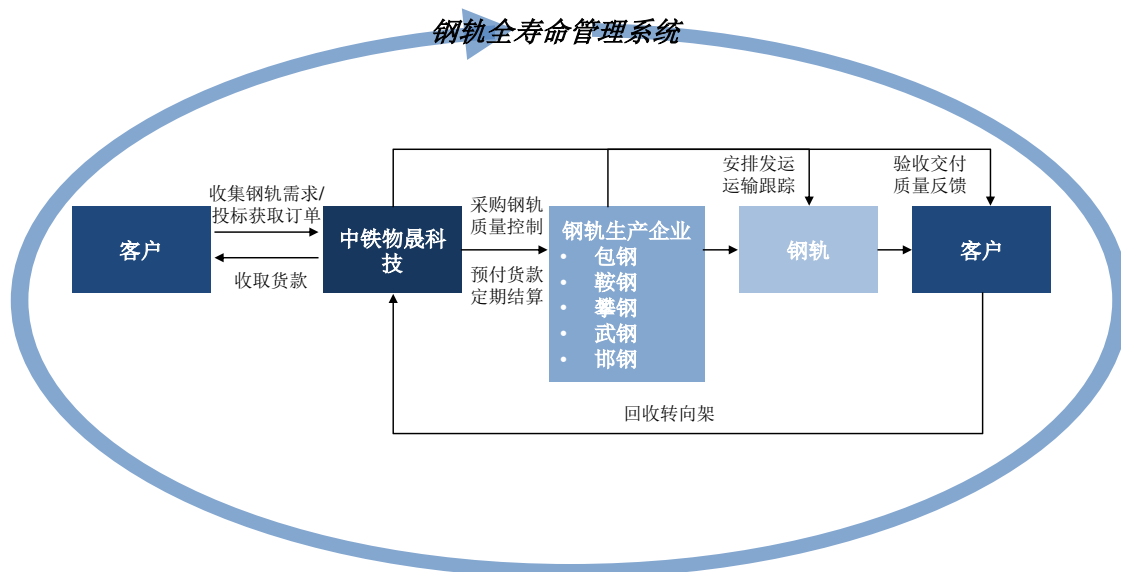 钢轨全寿命管理系统
收集钢轨需求/
投标获取订单
收取货款
客户
中铁物晟科
技
采购钢轨
质量控制
预付货款
定期结算
钢轨生产企业
• 包钢
• 鞍钢
• 攀钢
• 武钢
• 邯钢
安排发运
运输跟踪
钢轨
验收交付
质量反馈
客户
回收转向架